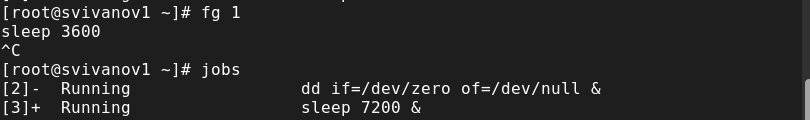 [root@svivanov1 ~]# fg 1
sleep 3600
^C
[root@svivanov1 ~]# jobs
[2]-  Running                 dd if=/dev/zero of=/dev/null &
[3]+  Running                 sleep 7200 &